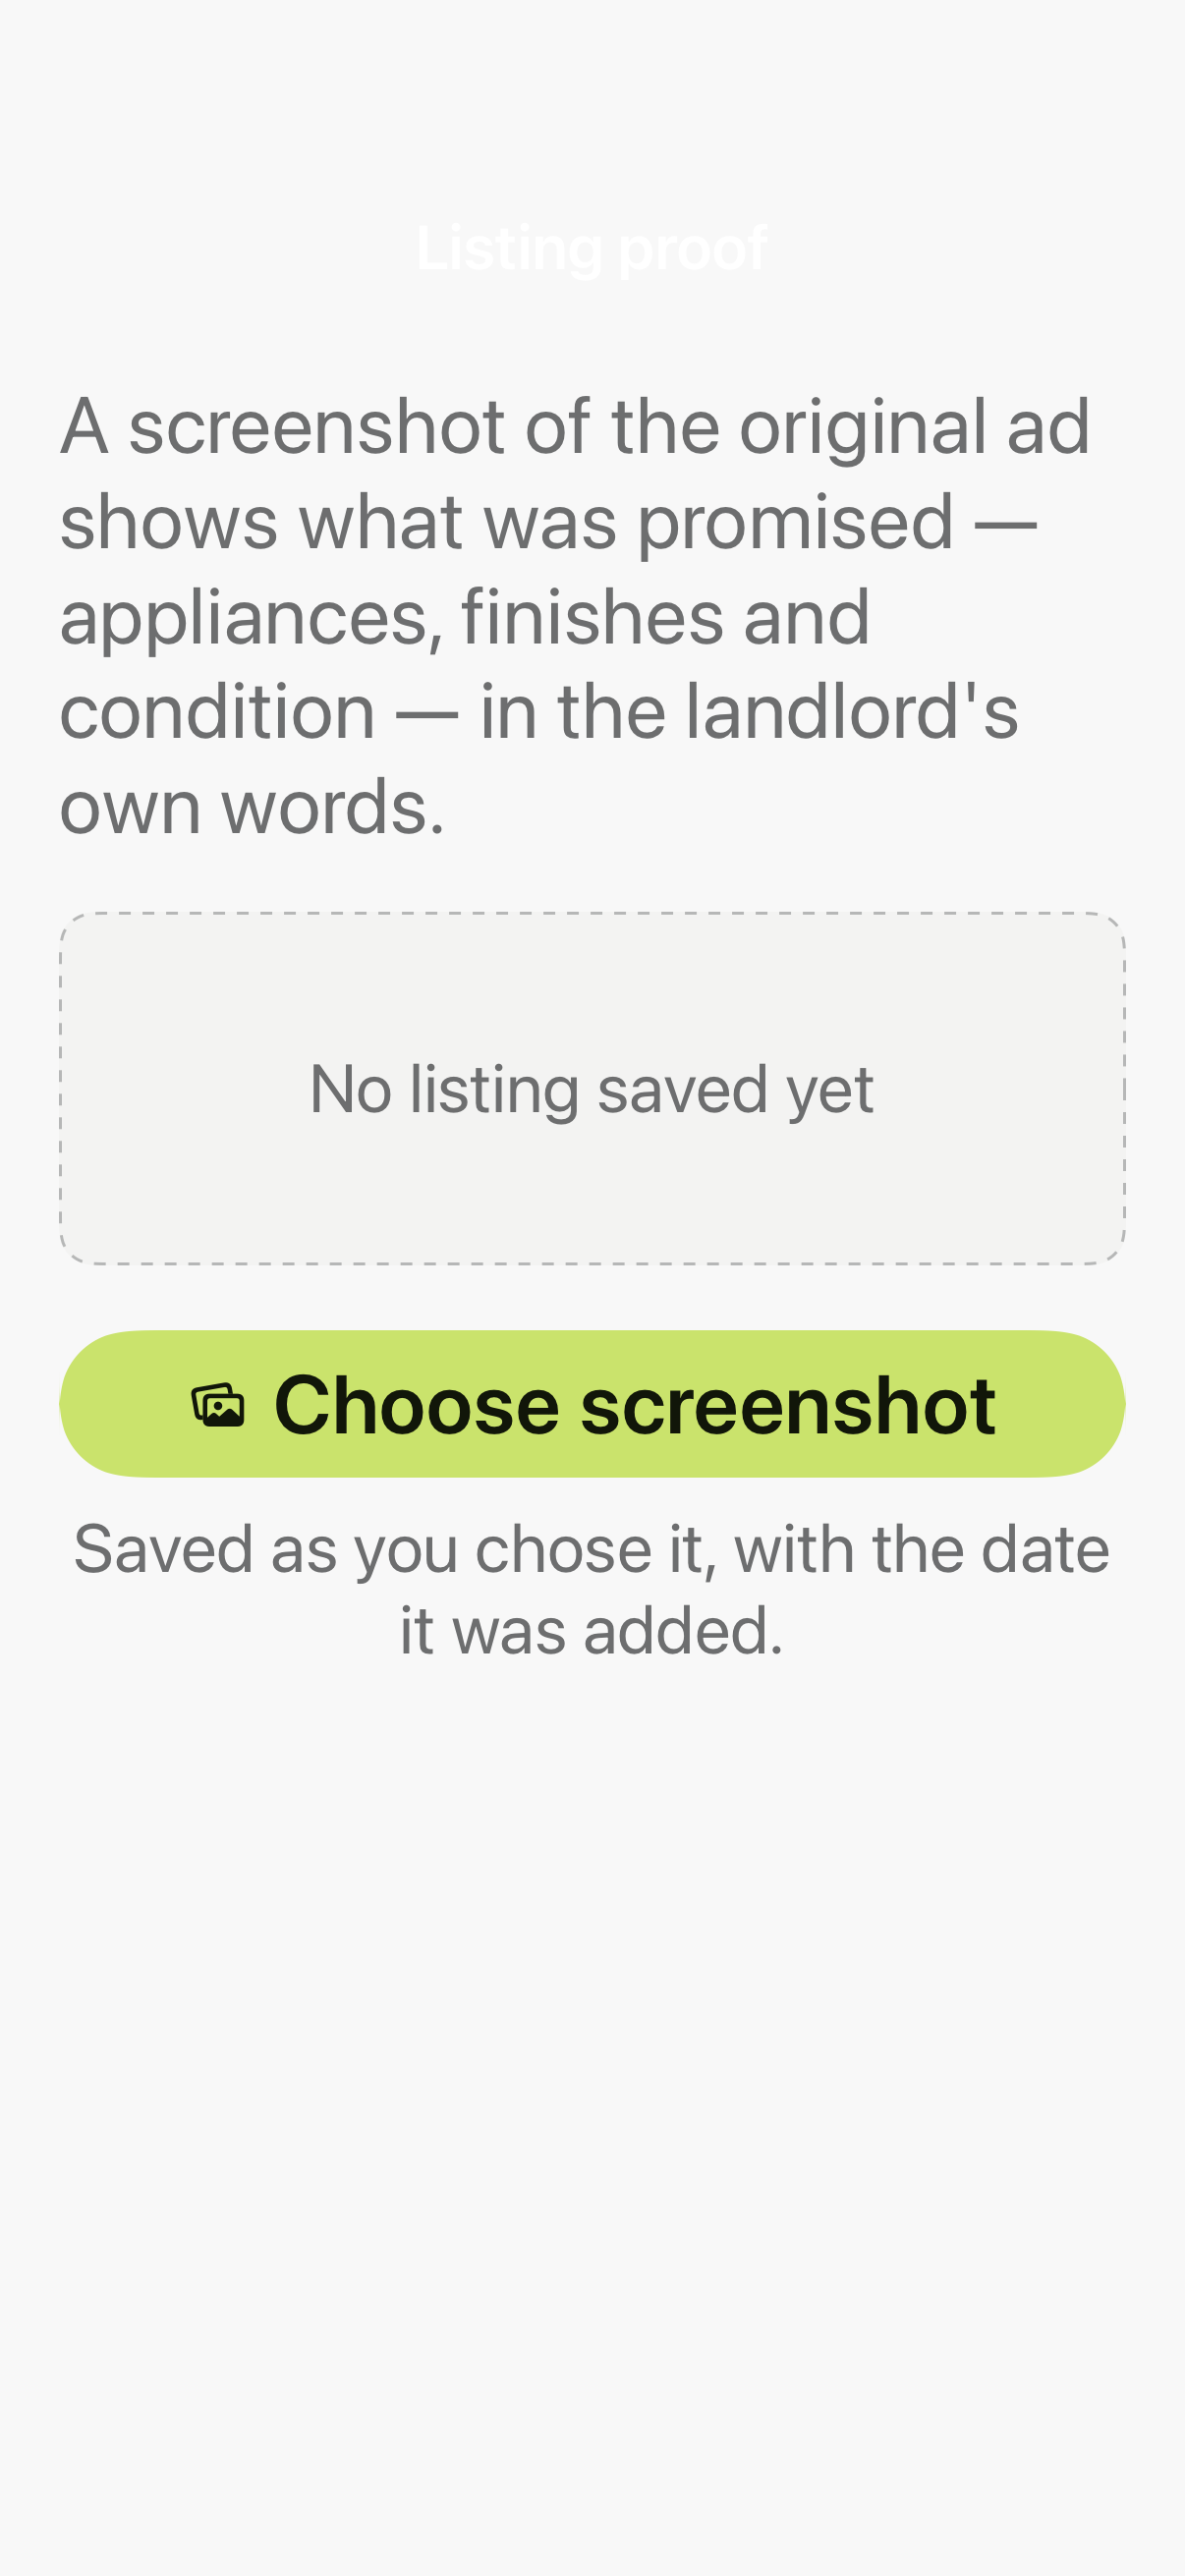 Listing proof
A screenshot of the original ad
shows what was promised —
appliances, finishes and
condition — in the landlord's
own words.
No listing saved yet
Choose screenshot
Saved as you chose it, with the date
it was added.